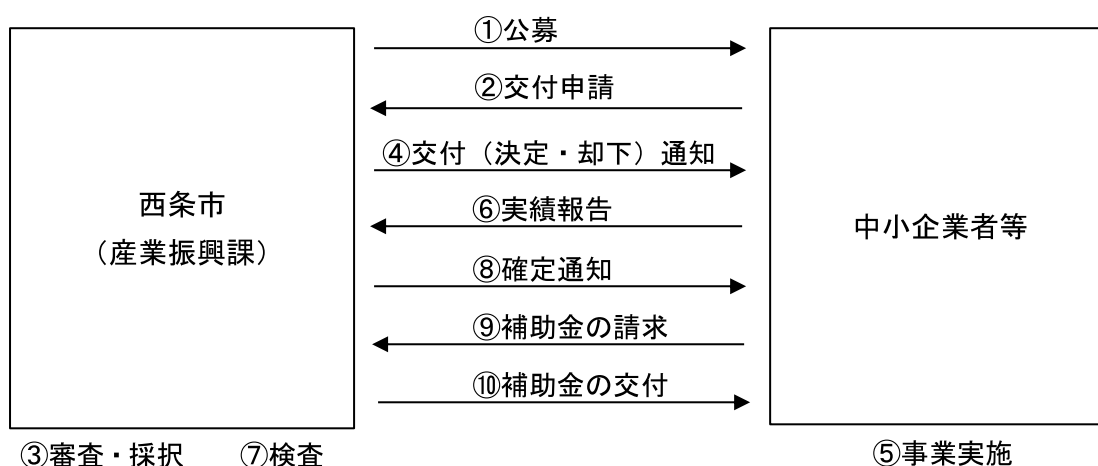 ①公募
②交付申請
④交付（決定・却下）通知
西条市
（産業振興課）
⑥実績報告
中小企業者等
⑧確定通知
⑨補助金の請求
⑩補助金の交付
③審査・採択 ⑦検査
⑤事業実施